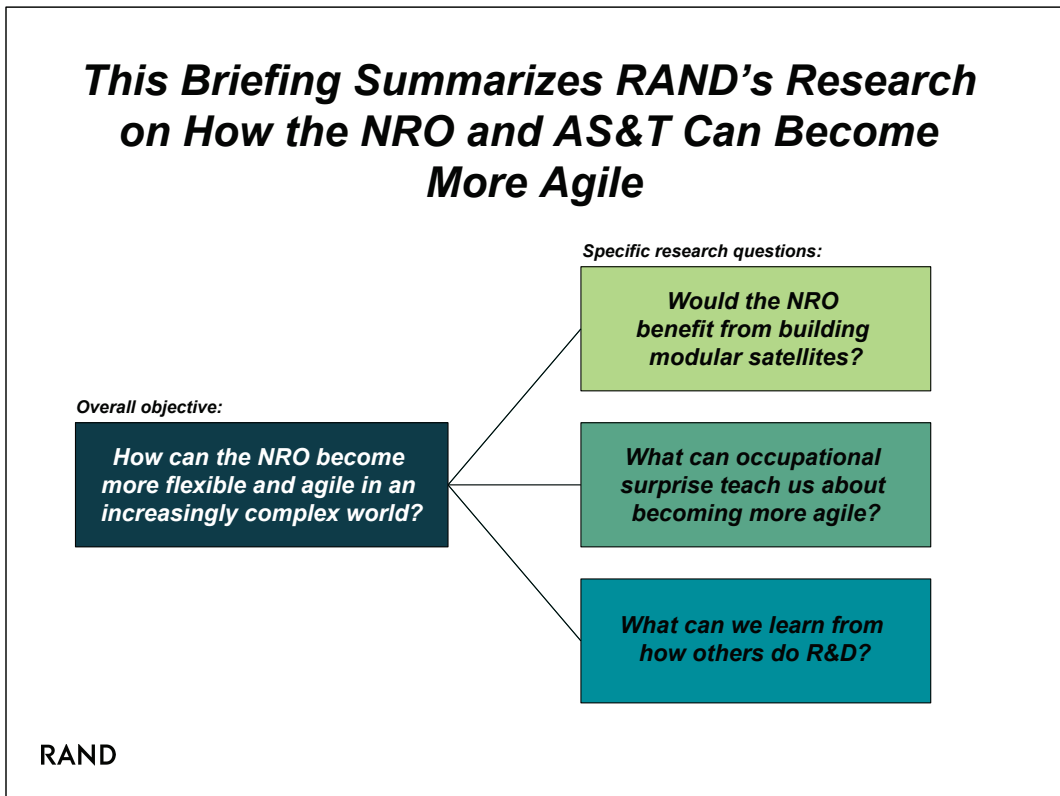 This Briefing Summarizes RAND's Research
on How the NRO and AS&T Can Become
More Agile
Specific research questions:
Would the NRO
benefit from building
modular satellites?
Overall objective:
How can the NRO become
more flexible and agile in an
increasingly complex world?
What can occupational
surprise teach us about
becoming more agile?
What can we learn from
how others do R&D?
RAND